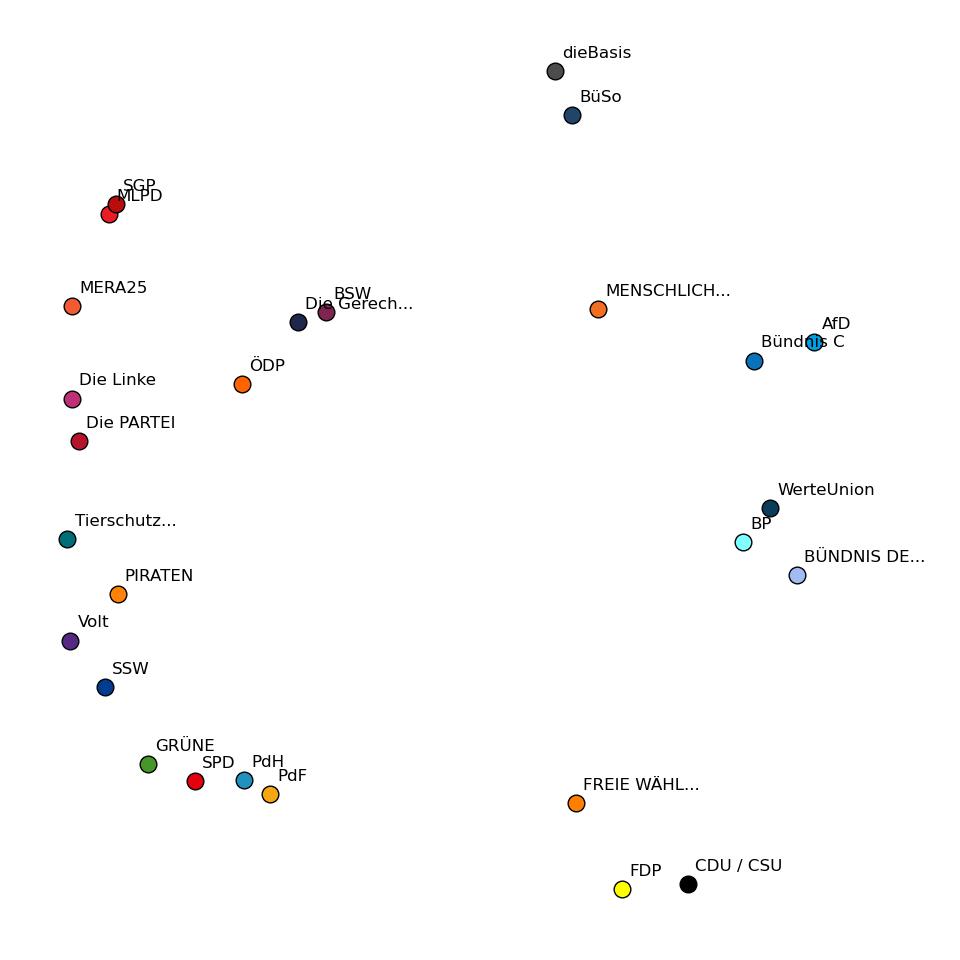 dieBasis
BüSo
SGP
MLPD
MERA25
BSW
Die Gerech...
MENSCHLICH...
AfD
Bündnis C
ÖDP
Die Linke
Die PARTEI
WerteUnion
Tierschutz...
BP
BÜNDNIS DE...
PIRATEN
Volt
SSW
GRÜNE
SPD
PdH
PdF
FREIE WÄHL...
CDU / CSU
FDP